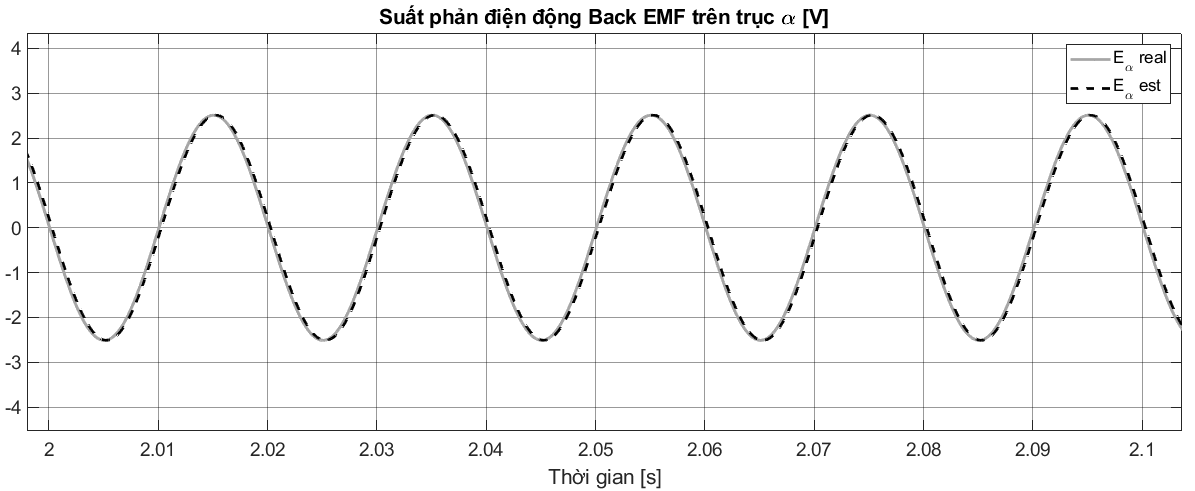 Suất phản điện động Back EMF trên trục α [V]
E_α real
E_α est
4
3
2
1
0
-1
-2
-3
-4
2 2.01 2.02 2.03 2.04 2.05 2.06 2.07 2.08 2.09 2.1
Thời gian [s]